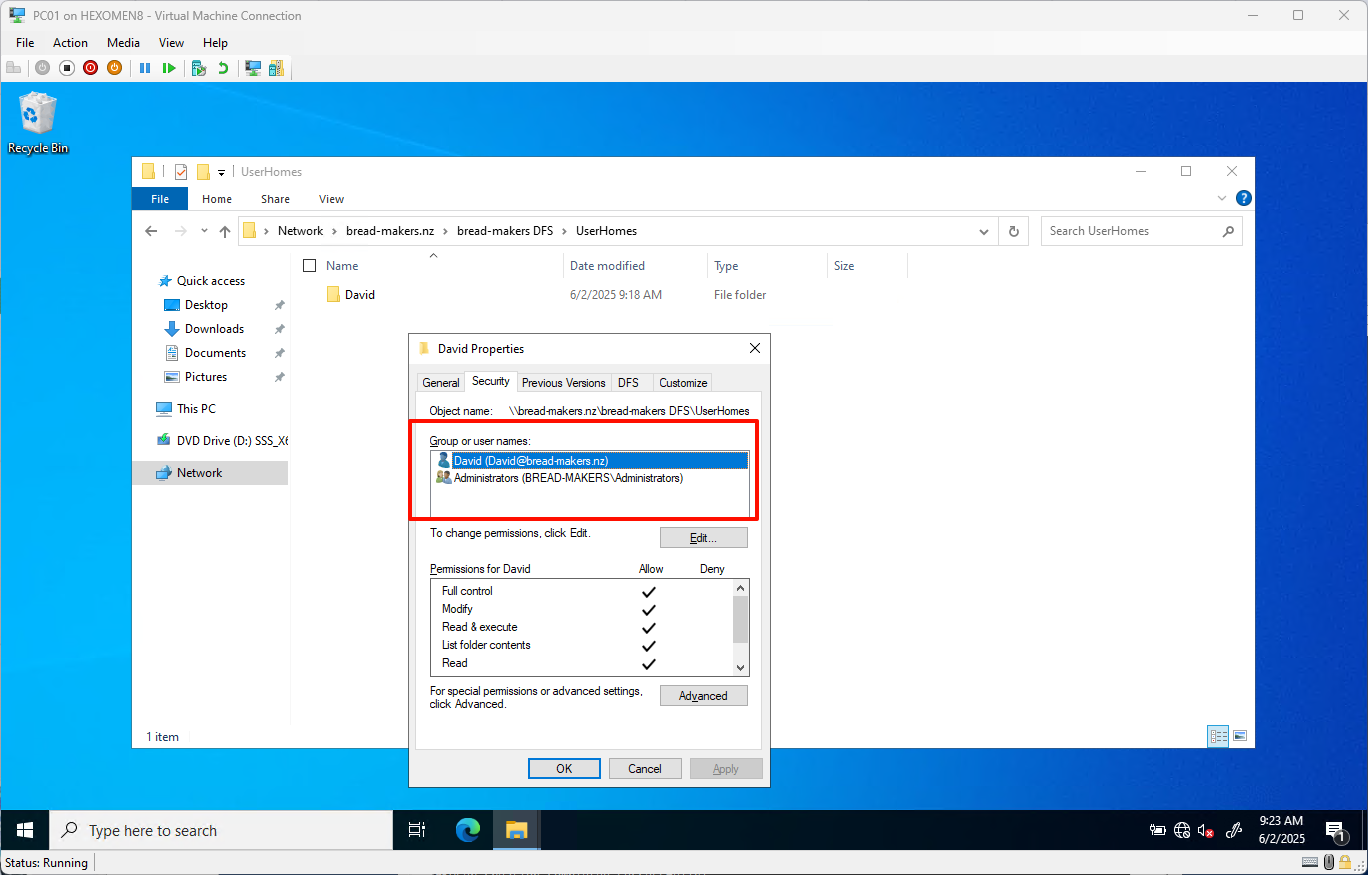 PC01 on HEXOMEN8 - Virtual Machine Connection
File Action Media View Help
Recycle Bin
UserHomes
File Home Share View
Network › bread-makers.nz › bread-makers DFS › UserHomes
Search UserHomes
Name Date modified Type Size
David 6/2/2025 9:18 AM File folder
Quick access
Desktop
Downloads
Documents
Pictures
This PC
DVD Drive (D:) SSS_X6
Network
1 item
David Properties
General Security Previous Versions DFS Customize
Object name: \\bread-makers.nz\bread-makers DFS\UserHomes
Group or user names:
David (David@bread-makers.nz)
Administrators (BREAD-MAKERS\Administrators)
To change permissions, click Edit.
Edit...
Permissions for David Allow Deny
Full control
Modify
Read & execute
List folder contents
Read
For special permissions or advanced settings,
click Advanced.
Advanced
OK Cancel Apply
Type here to search
9:23 AM
6/2/2025
1
Status: Running